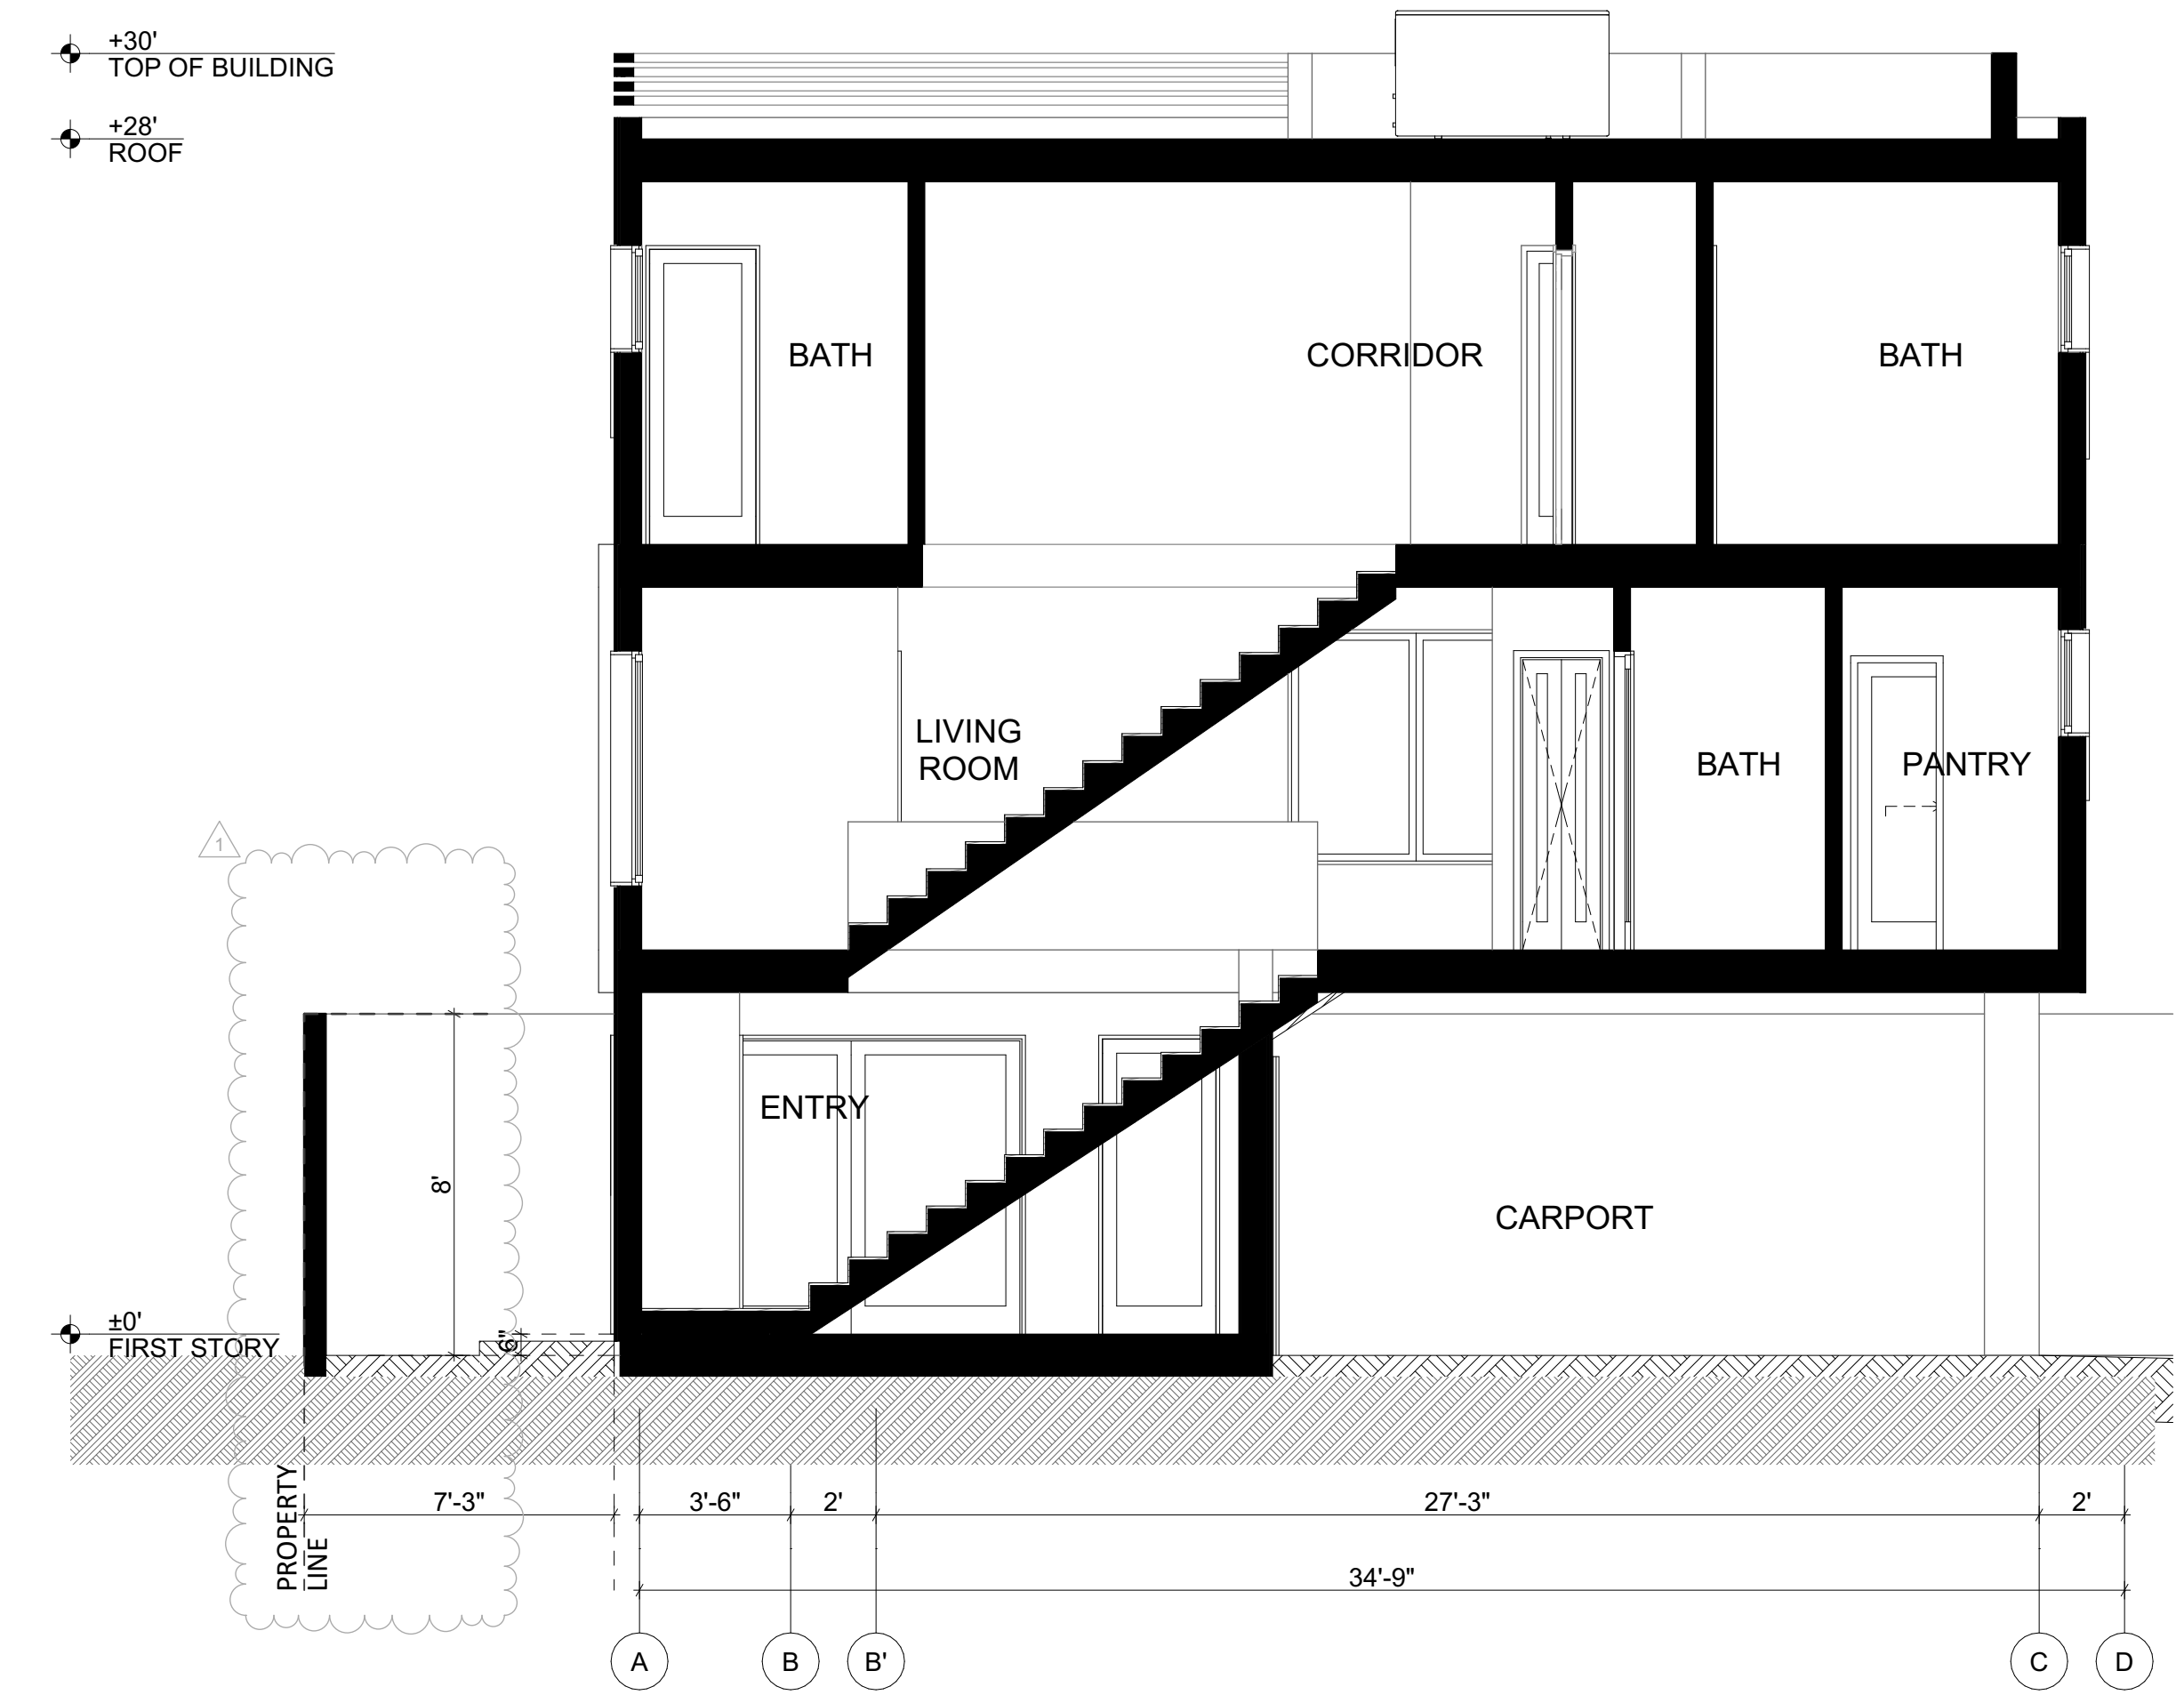 +30'
TOP OF BUILDING
+28'
ROOF
BATH
CORRIDOR
BATH
LIVING
ROOM
BATH
PANTRY
1
ENTRY
8'
CARPORT
±0'
FIRST STORY
6"
PROPERTY
LINE
7'-3"
3'-6"
2'
27'-3"
2'
34'-9"
A
B
B'
C
D